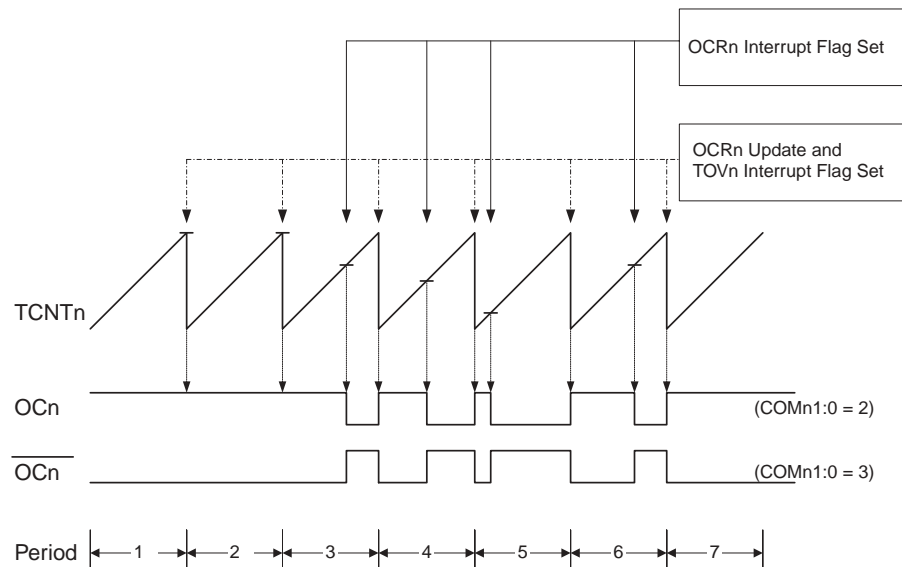 OCRn Interrupt Flag Set
OCRn Update and
TOVn Interrupt Flag Set
TCNTn
OCn
(COMn1:0 = 2)
OCn
(COMn1:0 = 3)
Period
1
2
3
4
5
6
7